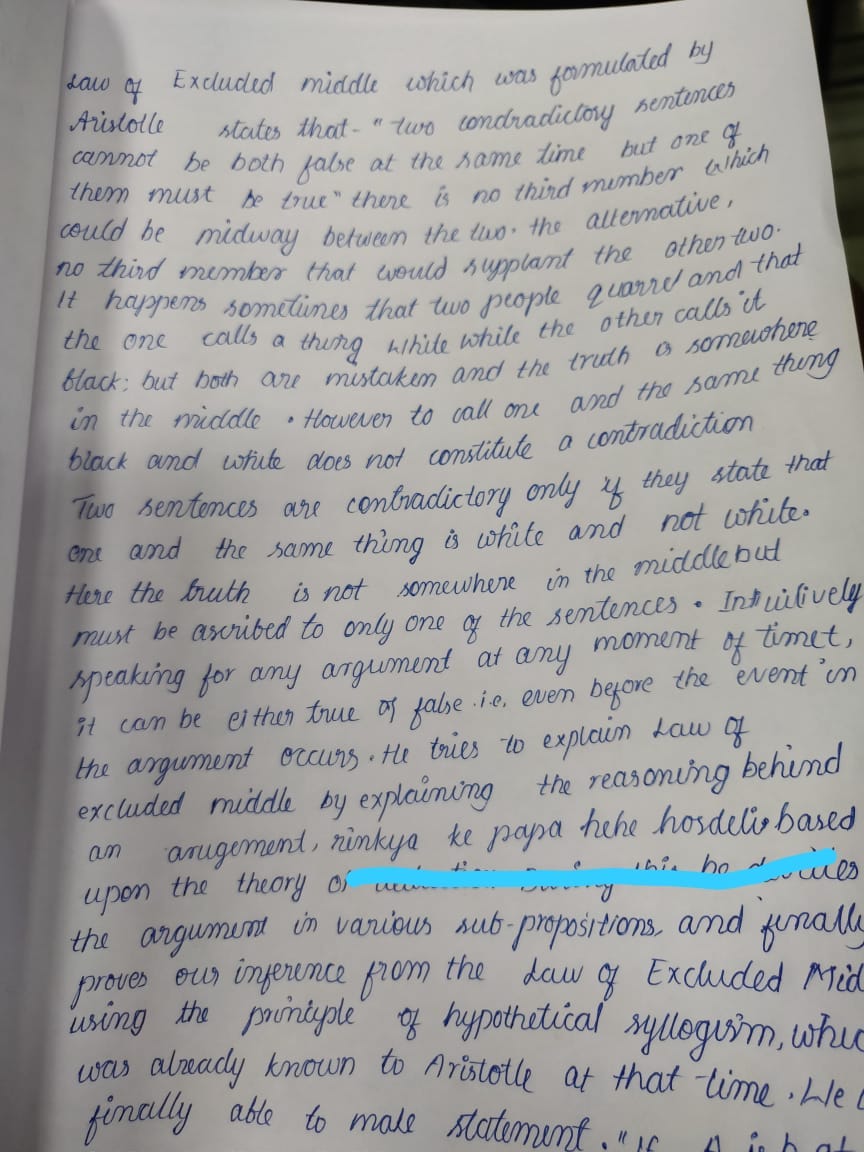 Law of Excluded middle which was formulated by
Aristotle states that - "two condradictory sentences
cannot be both false at the same time but one of
them must be true" there is no third member which
could be midway between the two. the alternative,
no third member that would supplant the other two.
It happens sometimes that two people quarrel and that
the one calls a thing white while the other calls it
black; but both are mistaken and the truth is somewhere
in the middle. However to call one and the same thing
black and white does not constitute a contradiction
Two sentences are contradictory only if they state that
one and the same thing is white and not white.
Here the truth is not somewhere in the middle but
must be ascribed to only one of the sentences. Intuitively
speaking for any argument at any moment of timet,
it can be either true of false i.e, even before the event in
the argument occurs. He tries to explain Law of
excluded middle by explaining the reasoning behind
an arugement, rinkya ke papa hehe based
upon the theory
the argument in various sub-propositions, and finally
proves our inference from the Law of Excluded Mid
using the principle of hypothetical syllogism, whic
was already known to Aristotle at that time. He
finally able to make statement. "If A is b at